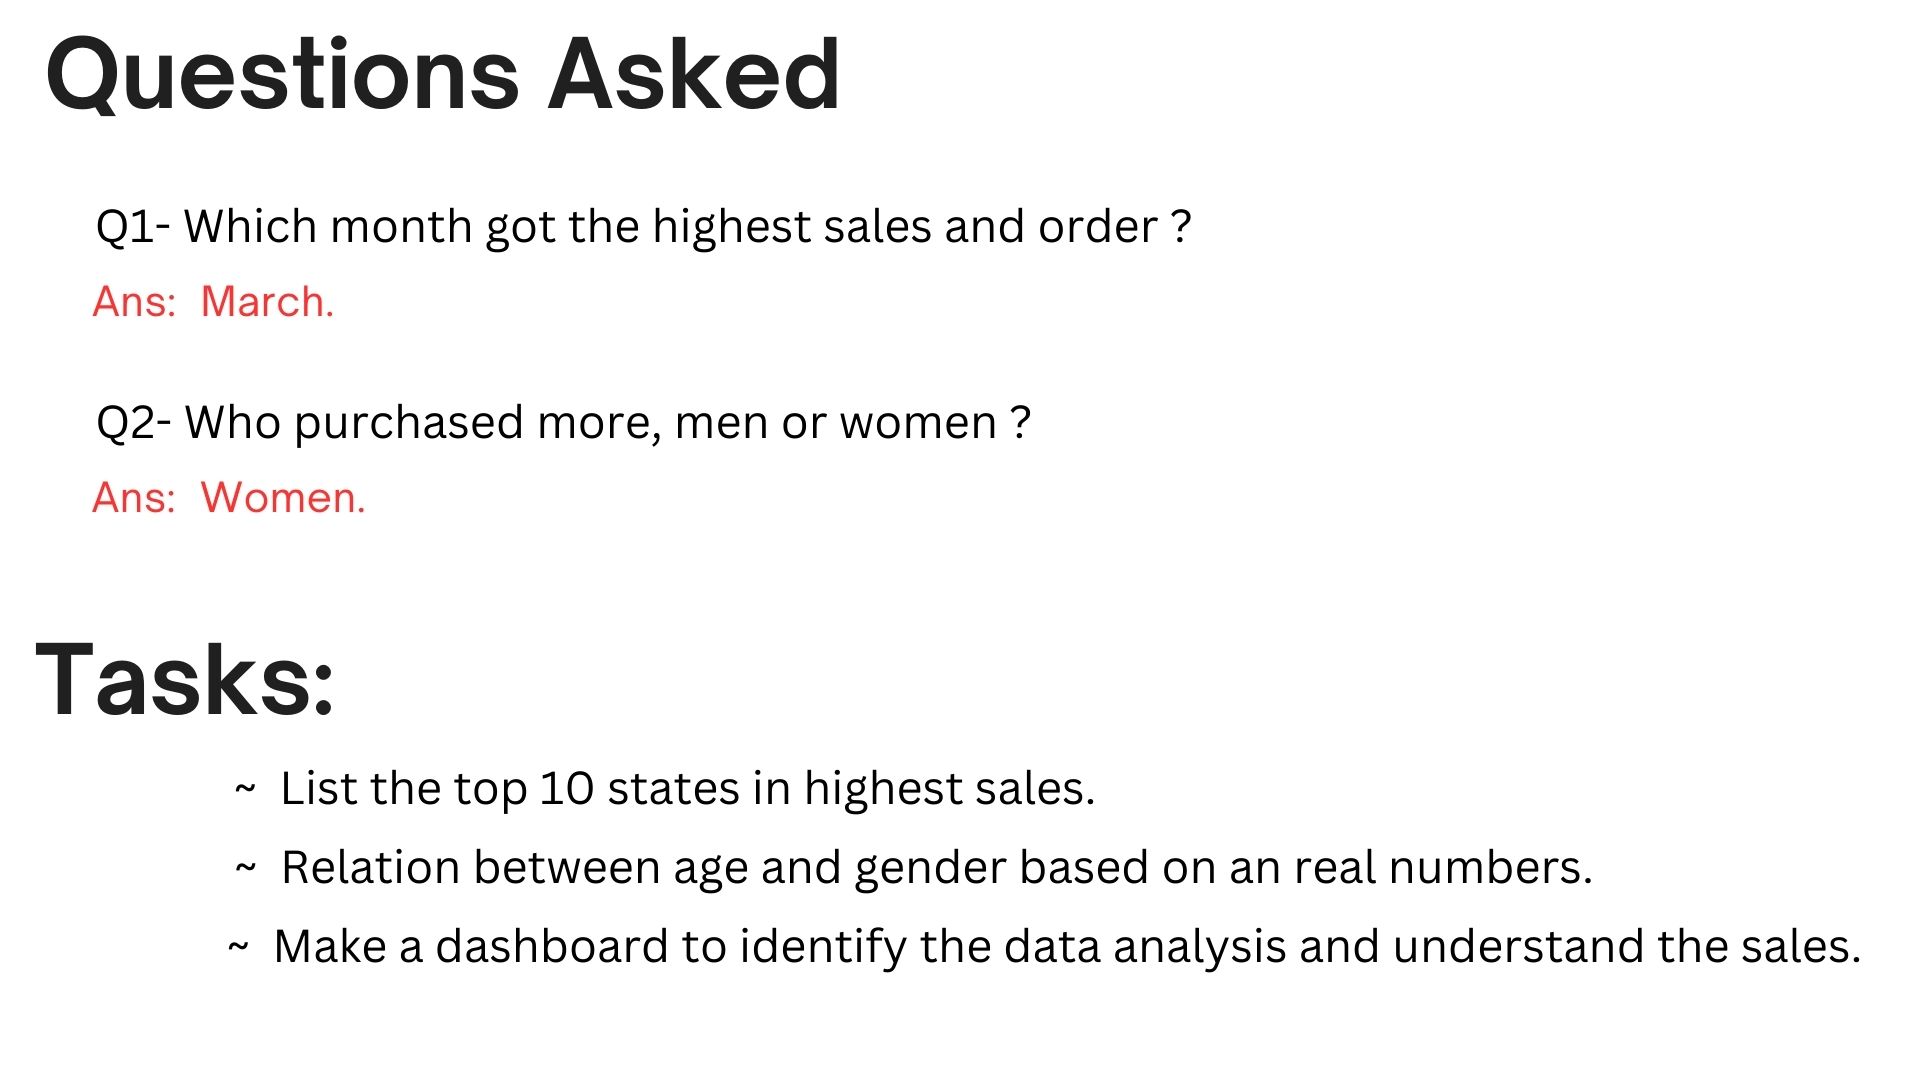 Questions Asked
Q1- Which month got the highest sales and order ?
Ans: March.
Q2- Who purchased more, men or women ?
Ans: Women.
Tasks:
~ List the top 10 states in highest sales.
~ Relation between age and gender based on an real numbers.
~ Make a dashboard to identify the data analysis and understand the sales.